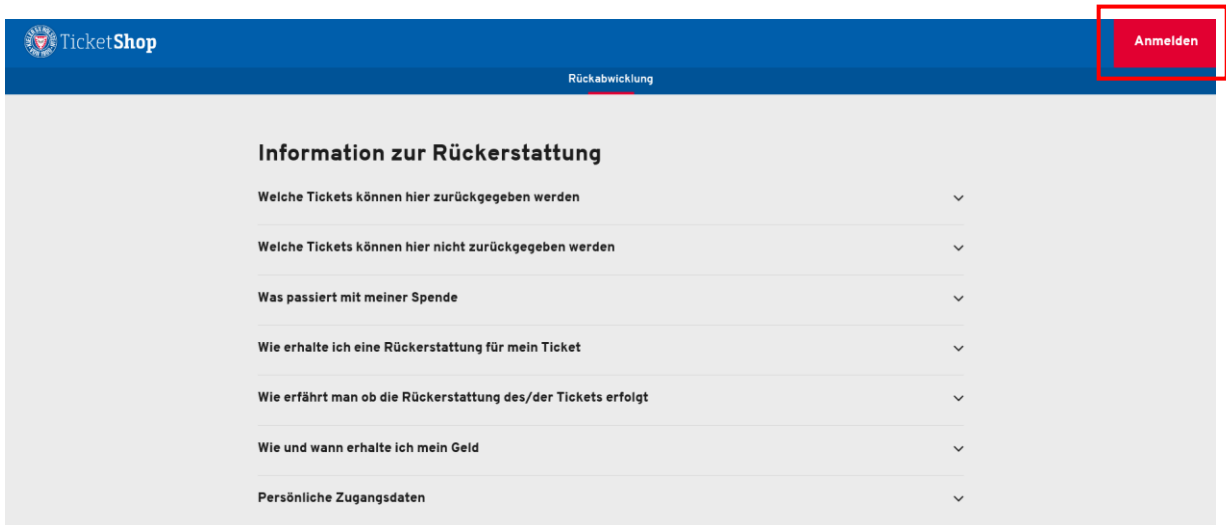 TicketShop
Anmelden
Rückabwicklung
Information zur Rückerstattung
Welche Tickets können hier zurückgegeben werden
Welche Tickets können hier nicht zurückgegeben werden
Was passiert mit meiner Spende
Wie erhalte ich eine Rückerstattung für mein Ticket
Wie erfährt man ob die Rückerstattung des/der Tickets erfolgt
Wie und wann erhalte ich mein Geld
Persönliche Zugangsdaten